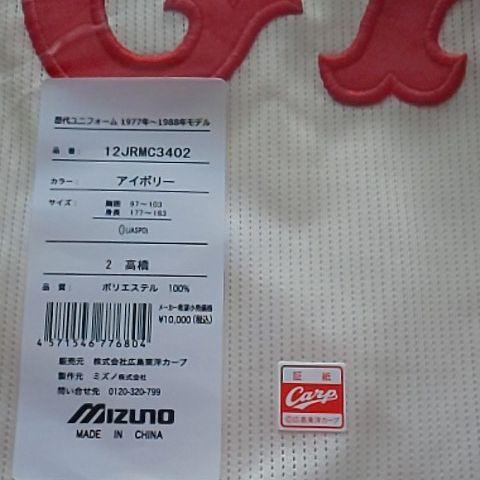 歴代ユニフォーム 1977年～1988年モデル
品 番： 12JRMC3402
カラー： アイボリー
サイズ： 胸囲 97～103
身長 177～183
O(JASPO)
2 高橋
品 質： ポリエステル 100%
メーカー希望小売価格
¥10,000(税込)
4571546776804
販売元 株式会社広島東洋カープ
製作元 ミズノ株式会社
問い合せ先 0120-320-799
MIZUNO
MADE IN CHINA
証 紙
Carp
©広島東洋カープ